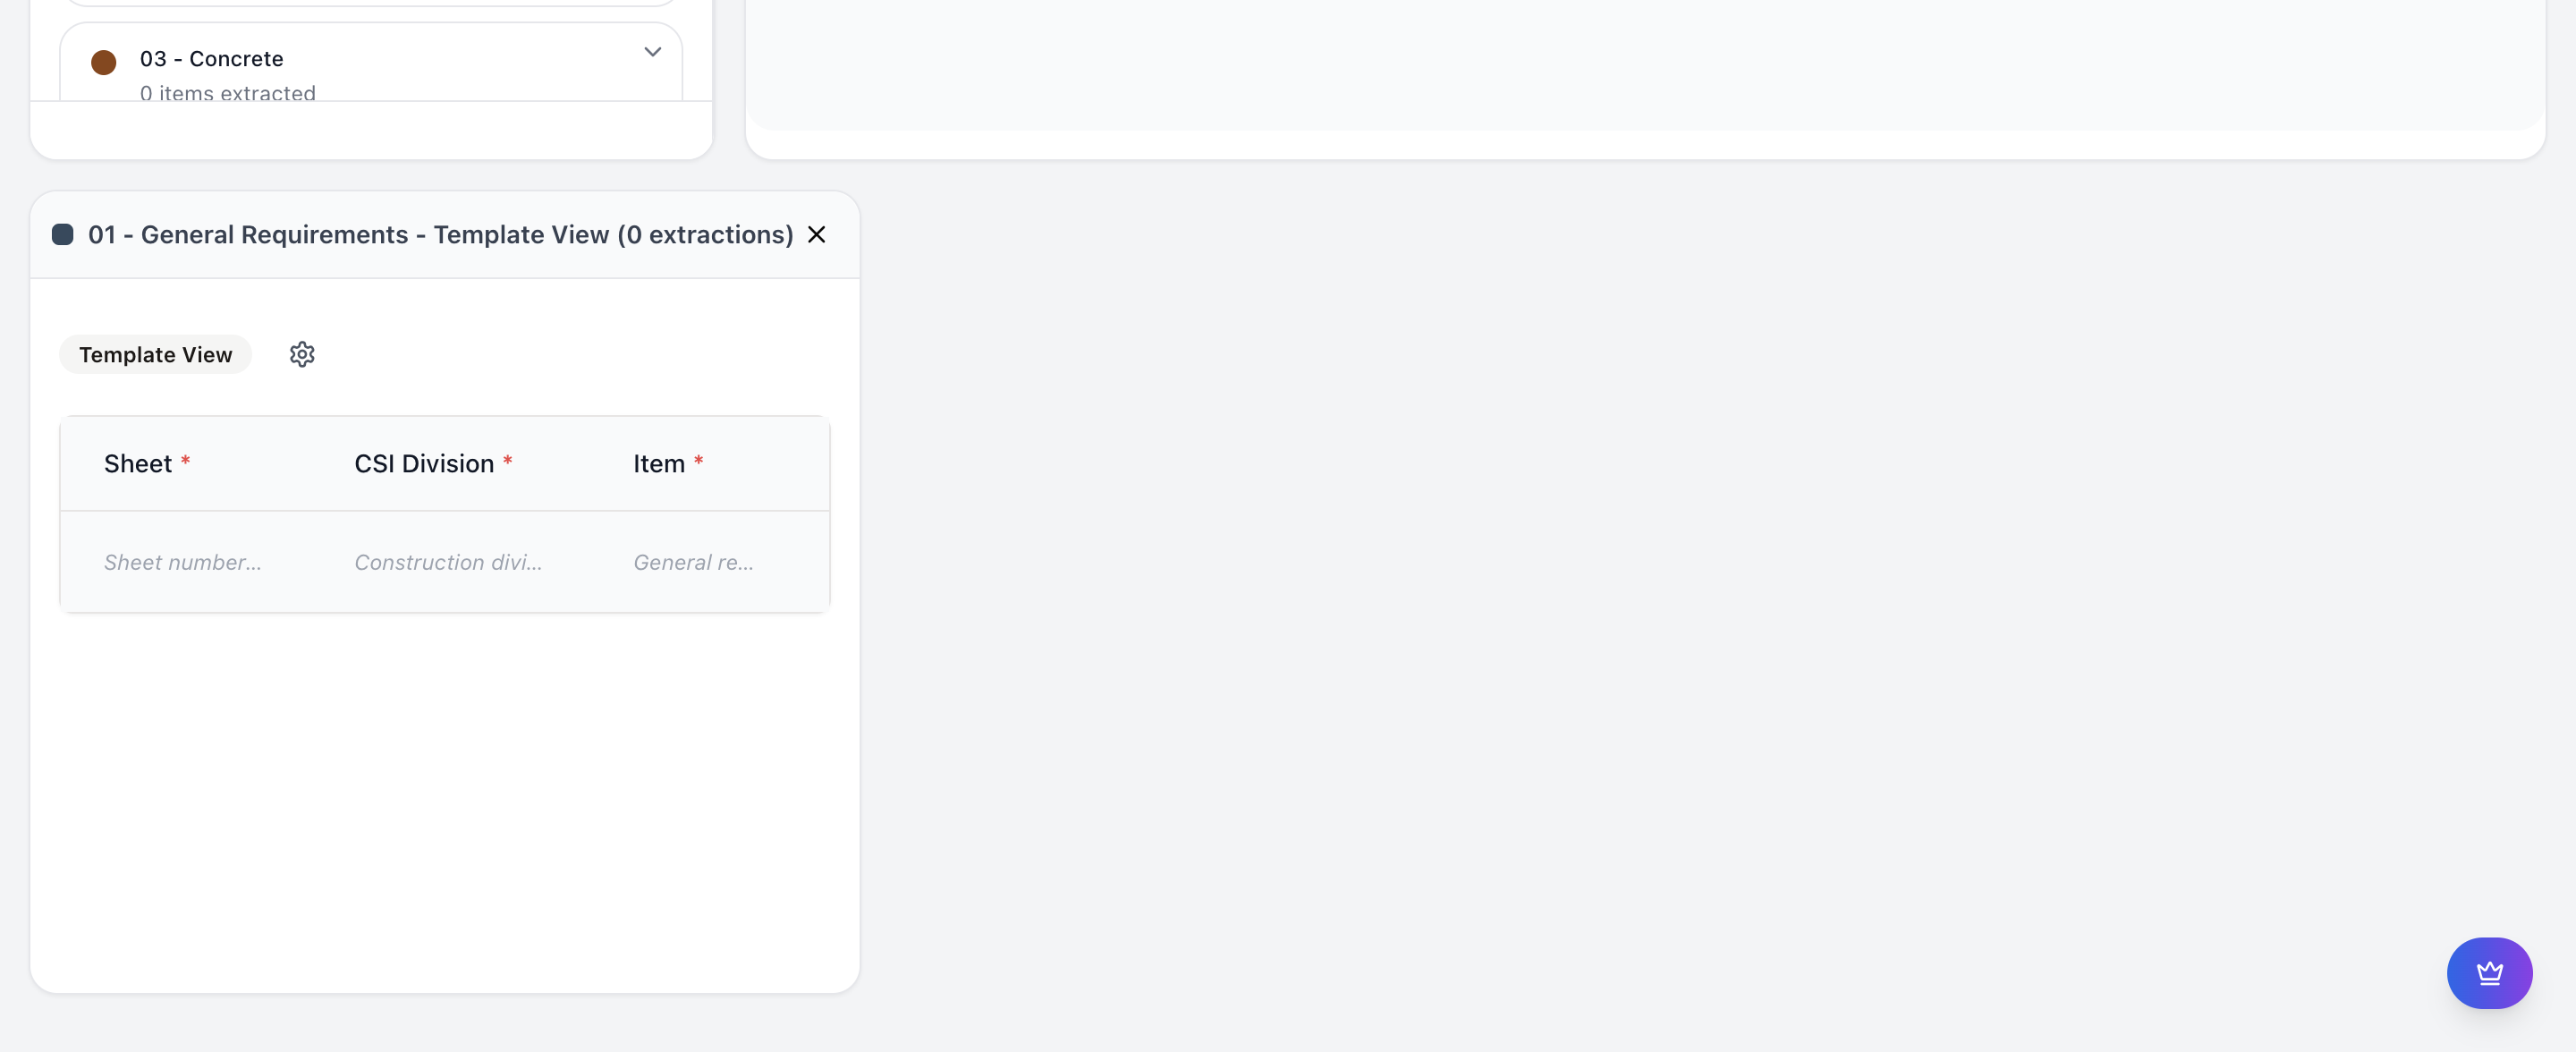 03 - Concrete
0 items extracted
01 - General Requirements - Template View (0 extractions)
Template View
Sheet * CSI Division * Item *
Sheet number... Construction divi... General re...